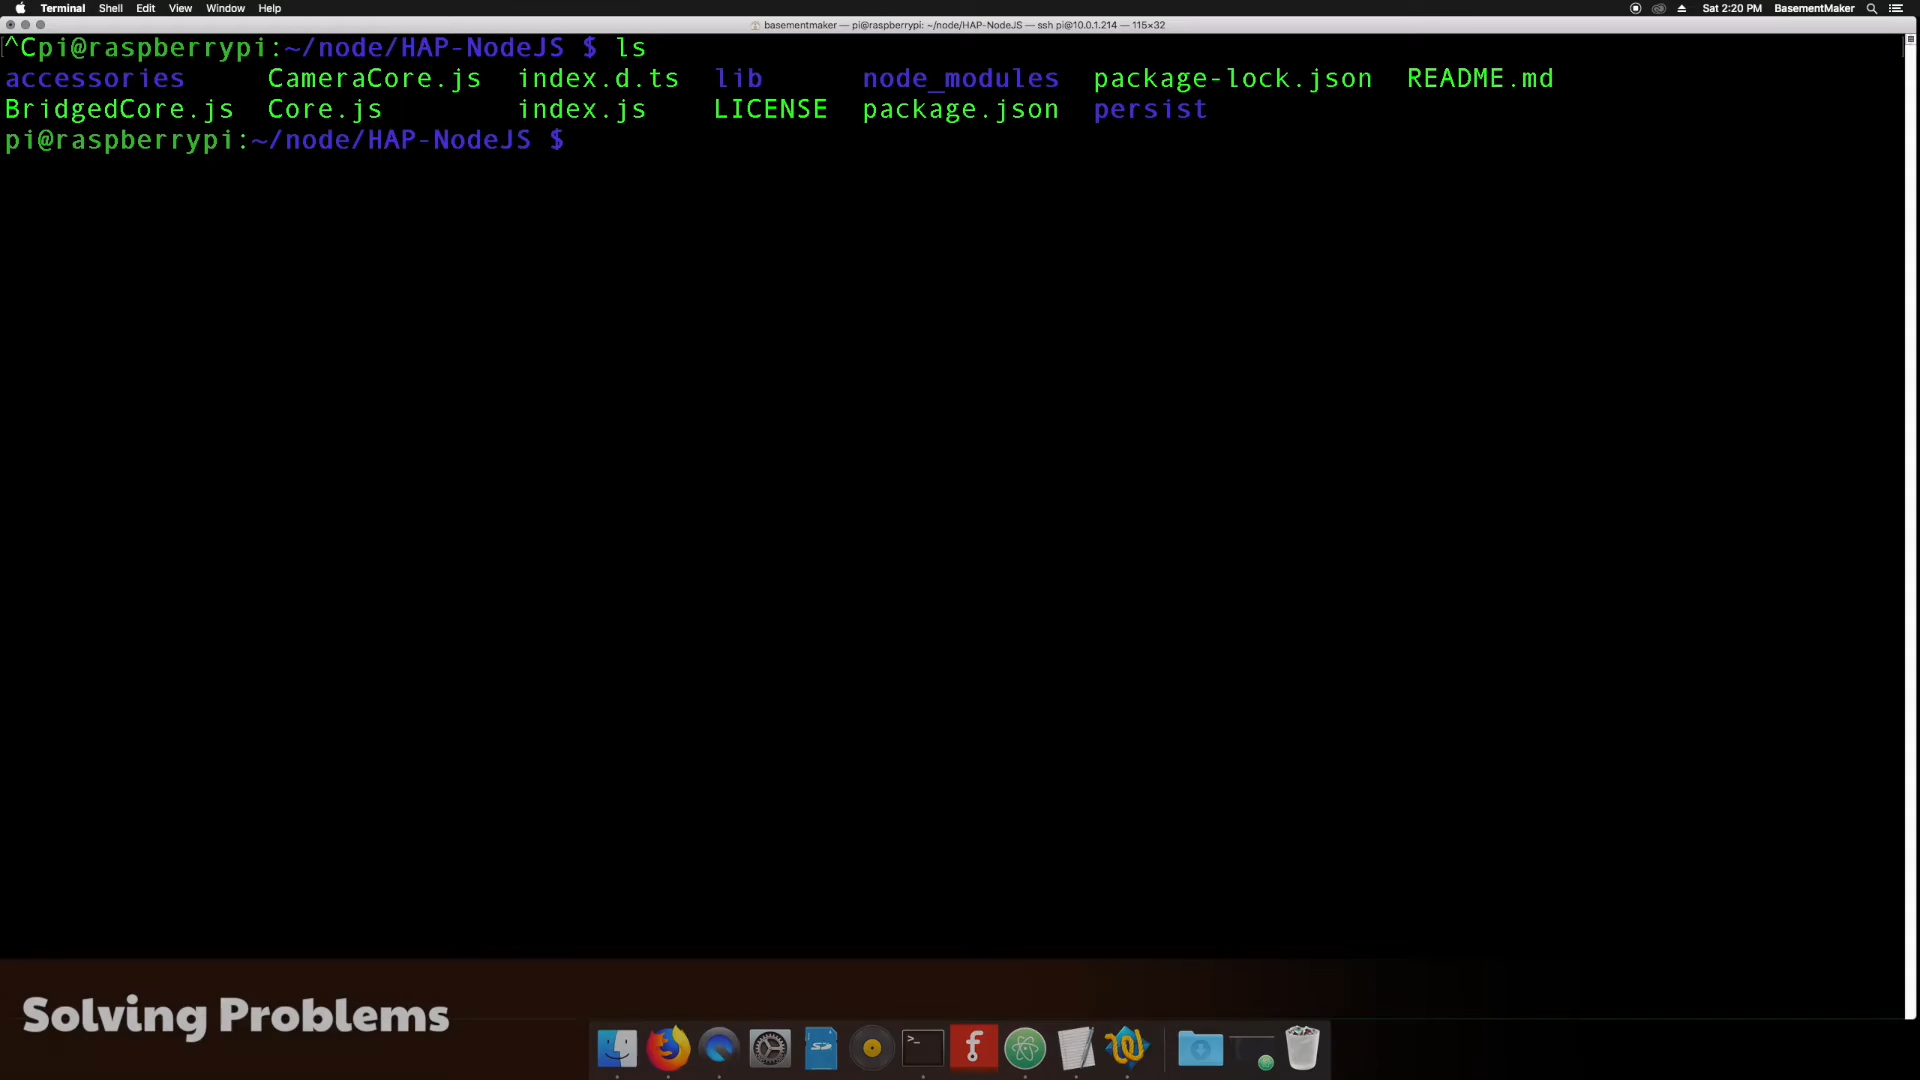 Terminal Shell Edit View Window Help Sat 2:20 PM BasementMaker
basementmaker — pi@raspberrypi: ~/node/HAP-NodeJS — ssh pi@10.0.1.214 — 115×32
^Cpi@raspberrypi:~/node/HAP-NodeJS $ ls
accessories CameraCore.js index.d.ts lib node_modules package-lock.json README.md
BridgedCore.js Core.js index.js LICENSE package.json persist
pi@raspberrypi:~/node/HAP-NodeJS $
Solving Problems